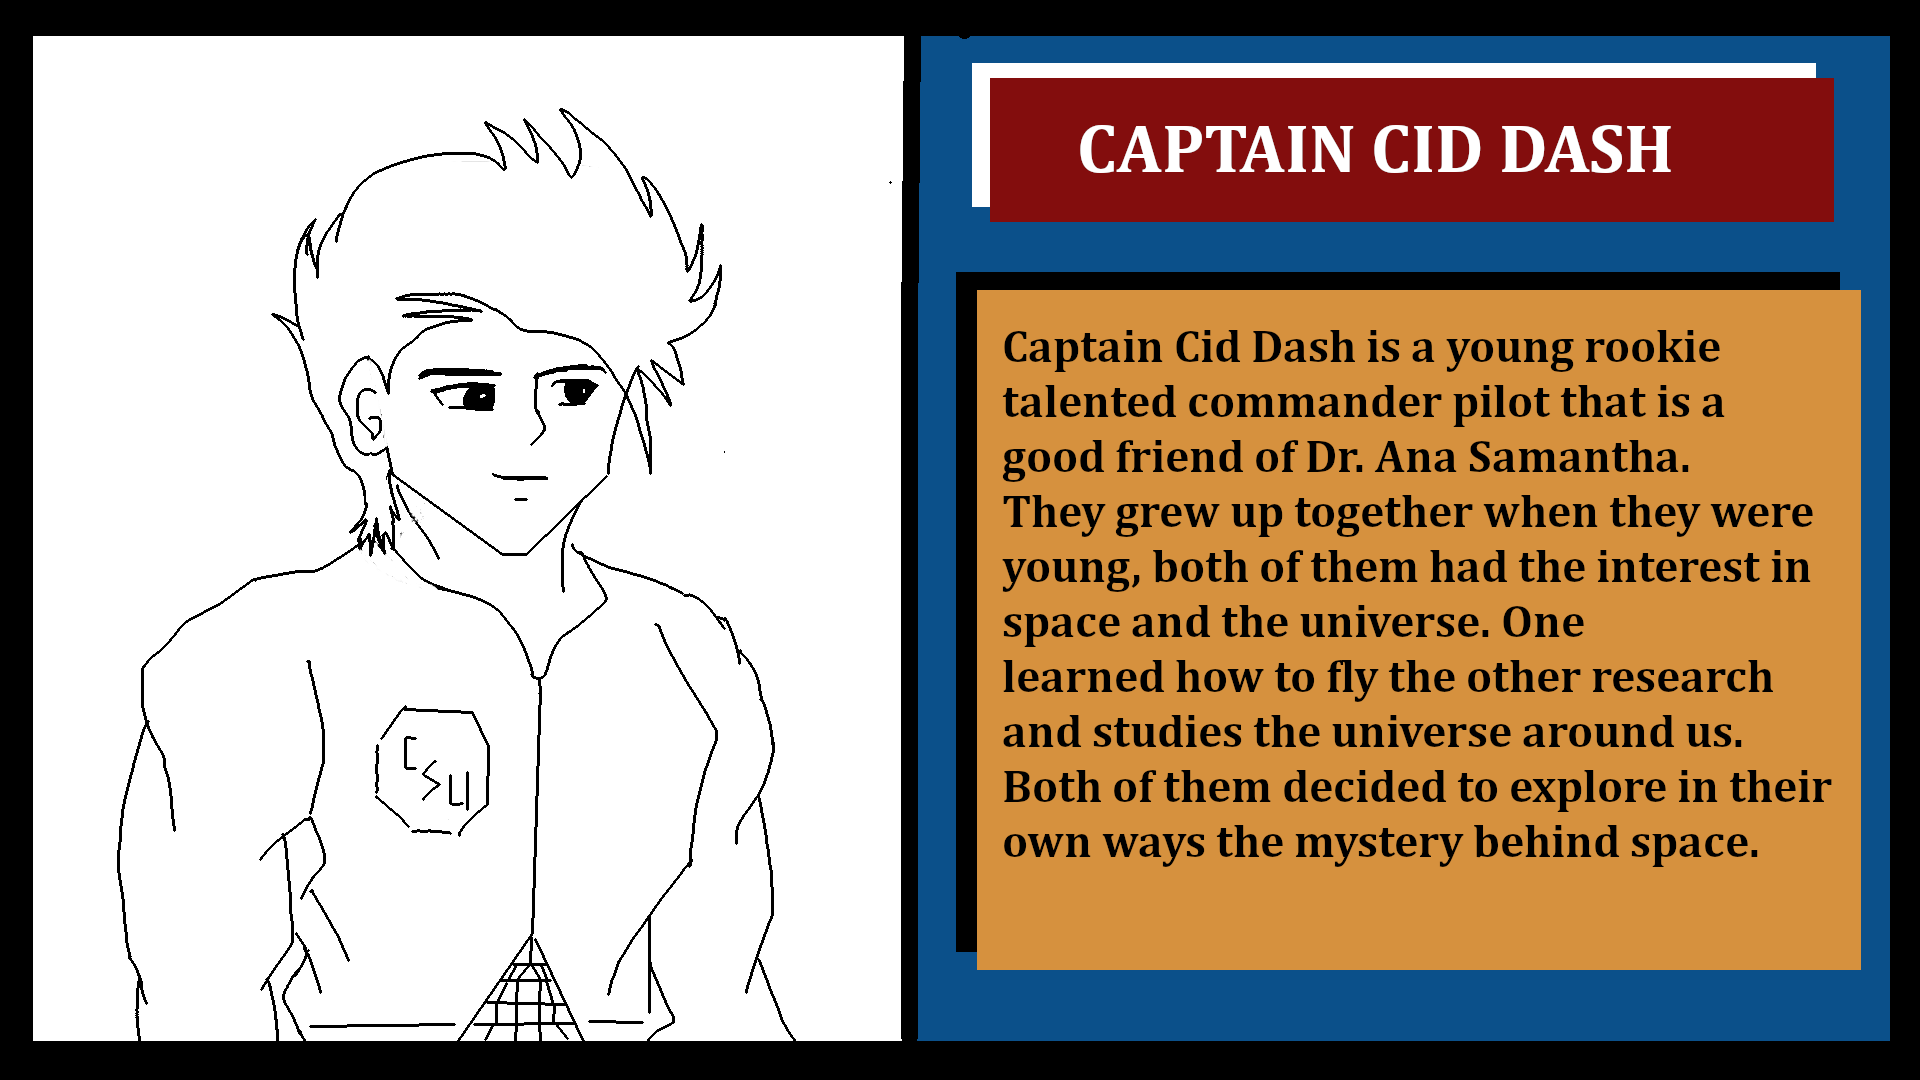 CAPTAIN CID DASH
Captain Cid Dash is a young rookie
talented commander pilot that is a
good friend of Dr. Ana Samantha.
They grew up together when they were
young, both of them had the interest in
space and the universe. One
learned how to fly the other research
and studies the universe around us.
Both of them decided to explore in their
own ways the mystery behind space.
CSU